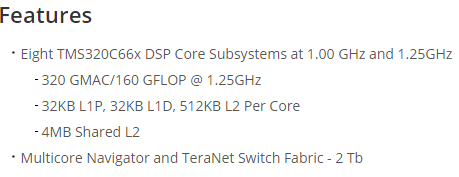 Features
· Eight TMS320C66x DSP Core Subsystems at 1.00 GHz and 1.25GHz
- 320 GMAC/160 GFLOP @ 1.25GHz
- 32KB L1P, 32KB L1D, 512KB L2 Per Core
- 4MB Shared L2
· Multicore Navigator and TeraNet Switch Fabric - 2 Tb